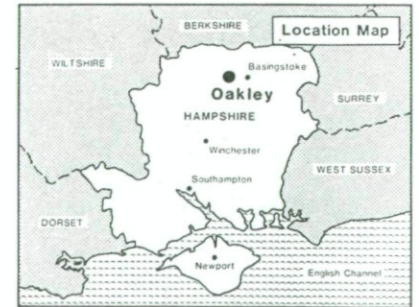 BERKSHIRE
Location Map
WILTSHIRE
Basingstoke
Oakley
SURREY
HAMPSHIRE
Winchester
WEST SUSSEX
Southampton
DORSET
Newport
English Channel